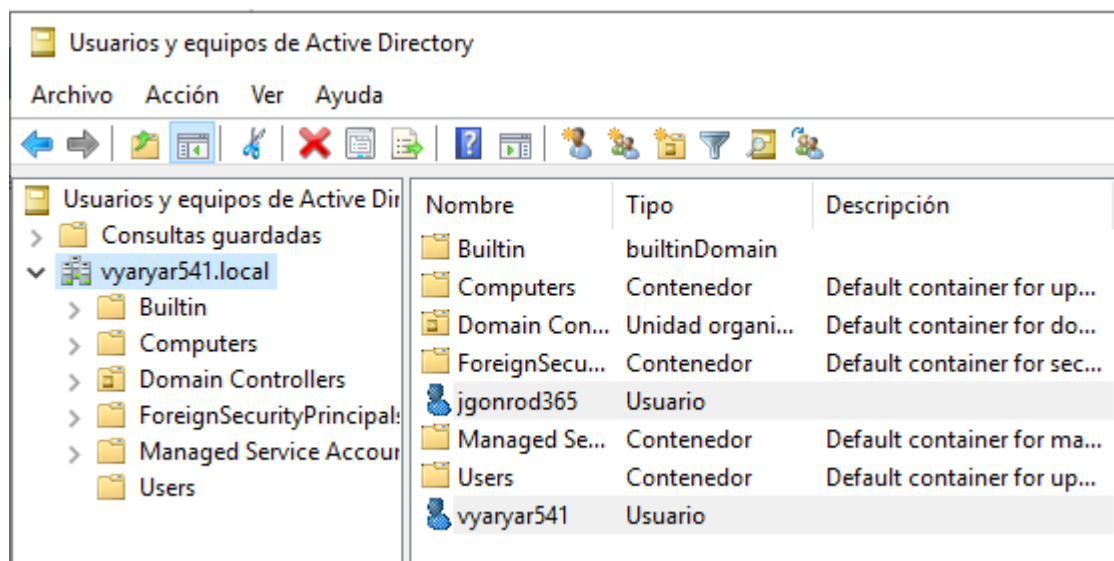 Usuarios y equipos de Active Directory
Archivo Acción Ver Ayuda
Usuarios y equipos de Active Dir
Consultas guardadas
vyaryar541.local
Builtin
Computers
Domain Controllers
ForeignSecurityPrincipals
Managed Service Accour
Users
Nombre Tipo Descripción
Builtin builtinDomain
Computers Contenedor Default container for up...
Domain Con... Unidad organi... Default container for do...
ForeignSecu... Contenedor Default container for sec...
jgonrod365 Usuario
Managed Se... Contenedor Default container for ma...
Users Contenedor Default container for up...
vyaryar541 Usuario